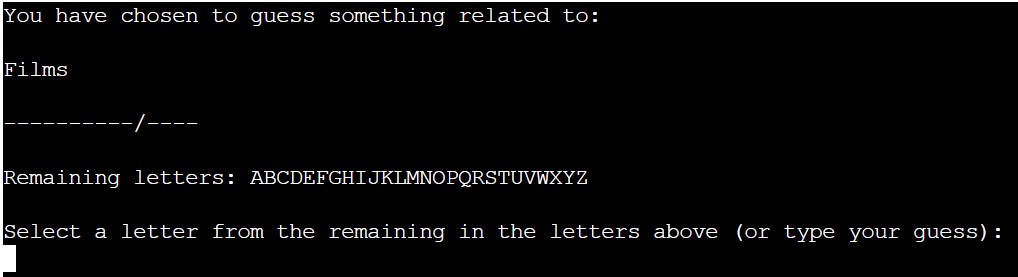 You have chosen to guess something related to:
Films
----------/----
Remaining letters: ABCDEFGHIJKLMNOPQRSTUVWXYZ
Select a letter from the remaining in the letters above (or type your guess):